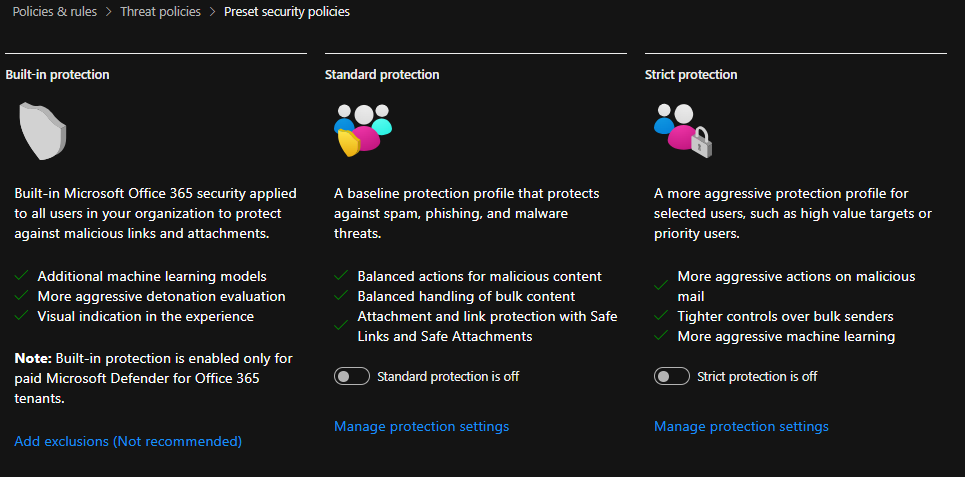 Policies & rules > Threat policies > Preset security policies
Built-in protection
Built-in Microsoft Office 365 security applied
to all users in your organization to protect
against malicious links and attachments.
Additional machine learning models
More aggressive detonation evaluation
Visual indication in the experience
Note: Built-in protection is enabled only for
paid Microsoft Defender for Office 365
tenants.
Add exclusions (Not recommended)
Standard protection
A baseline protection profile that protects
against spam, phishing, and malware
threats.
Balanced actions for malicious content
Balanced handling of bulk content
Attachment and link protection with Safe
Links and Safe Attachments
Standard protection is off
Manage protection settings
Strict protection
A more aggressive protection profile for
selected users, such as high value targets or
priority users.
More aggressive actions on malicious
mail
Tighter controls over bulk senders
More aggressive machine learning
Strict protection is off
Manage protection settings